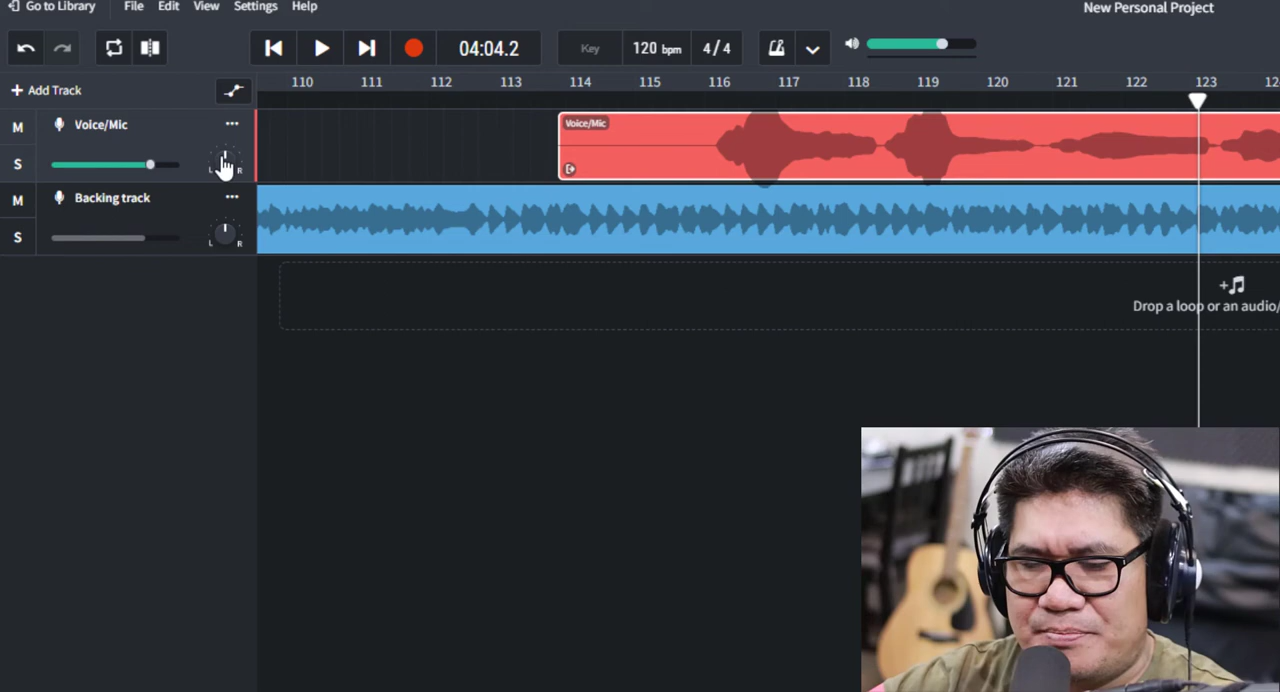 Go to Library File Edit View Settings Help New Personal Project
04:04.2 Key 120 bpm 4/4
Add Track 110 111 112 113 114 115 116 117 118 119 120 121 122 123 12
M Voice/Mic ... Voice/Mic
S L R
M Backing track ...
S L R
Drop a loop or an audio/